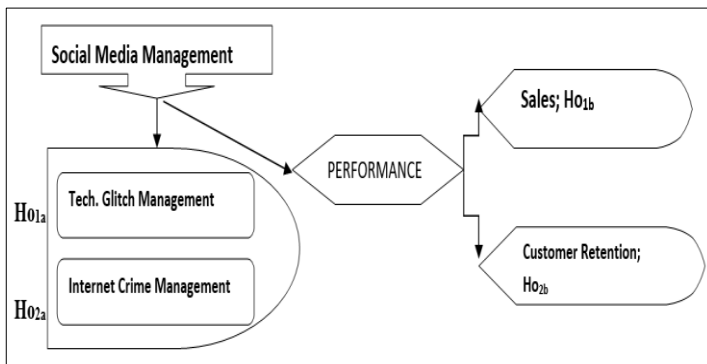 Social Media Management
Sales; Ho1b
PERFORMANCE
Tech. Glitch Management
Ho1a
Customer Retention;
Ho2b
Internet Crime Management
Ho2a